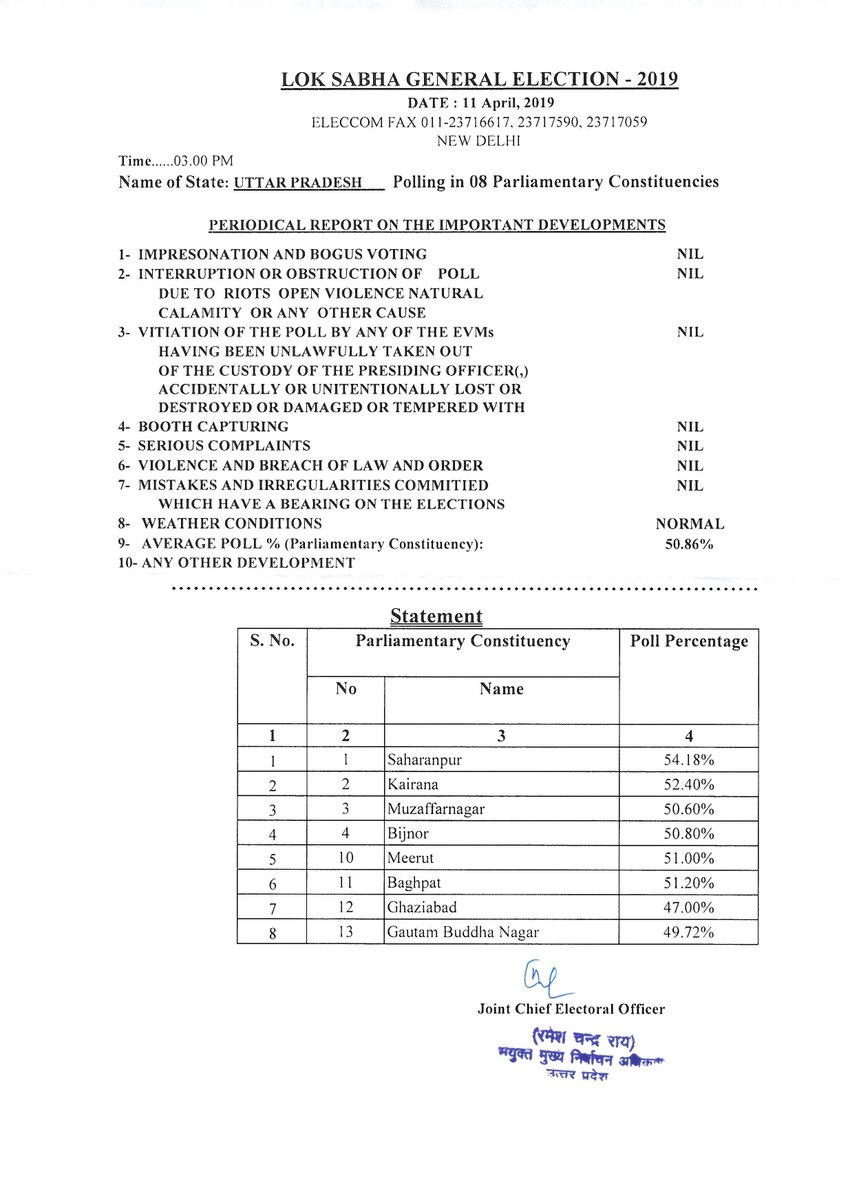 LOK SABHA GENERAL ELECTION - 2019
DATE : 11 April, 2019
ELECCOM FAX 011-23716617, 23717590, 23717059
NEW DELHI
Time......03.00 PM
Name of State: UTTAR PRADESH Polling in 08 Parliamentary Constituencies
PERIODICAL REPORT ON THE IMPORTANT DEVELOPMENTS
1- IMPRESONATION AND BOGUS VOTING NIL
2- INTERRUPTION OR OBSTRUCTION OF POLL NIL
DUE TO RIOTS OPEN VIOLENCE NATURAL
CALAMITY OR ANY OTHER CAUSE
3- VITIATION OF THE POLL BY ANY OF THE EVMs NIL
HAVING BEEN UNLAWFULLY TAKEN OUT
OF THE CUSTODY OF THE PRESIDING OFFICER(,)
ACCIDENTALLY OR UNITENTIONALLY LOST OR
DESTROYED OR DAMAGED OR TEMPERED WITH
4- BOOTH CAPTURING NIL
5- SERIOUS COMPLAINTS NIL
6- VIOLENCE AND BREACH OF LAW AND ORDER NIL
7- MISTAKES AND IRREGULARITIES COMMITIED NIL
WHICH HAVE A BEARING ON THE ELECTIONS
8- WEATHER CONDITIONS NORMAL
9- AVERAGE POLL % (Parliamentary Constituency): 50.86%
10- ANY OTHER DEVELOPMENT
Statement
S. No. Parliamentary Constituency Poll Percentage
No Name
1 2 3 4
1 1 Saharanpur 54.18%
2 2 Kairana 52.40%
3 3 Muzaffarnagar 50.60%
4 4 Bijnor 50.80%
5 10 Meerut 51.00%
6 11 Baghpat 51.20%
7 12 Ghaziabad 47.00%
8 13 Gautam Buddha Nagar 49.72%
Joint Chief Electoral Officer
(रमेश चन्द्र राय)
मुख्य निर्वाचन
उत्तर प्रदेश